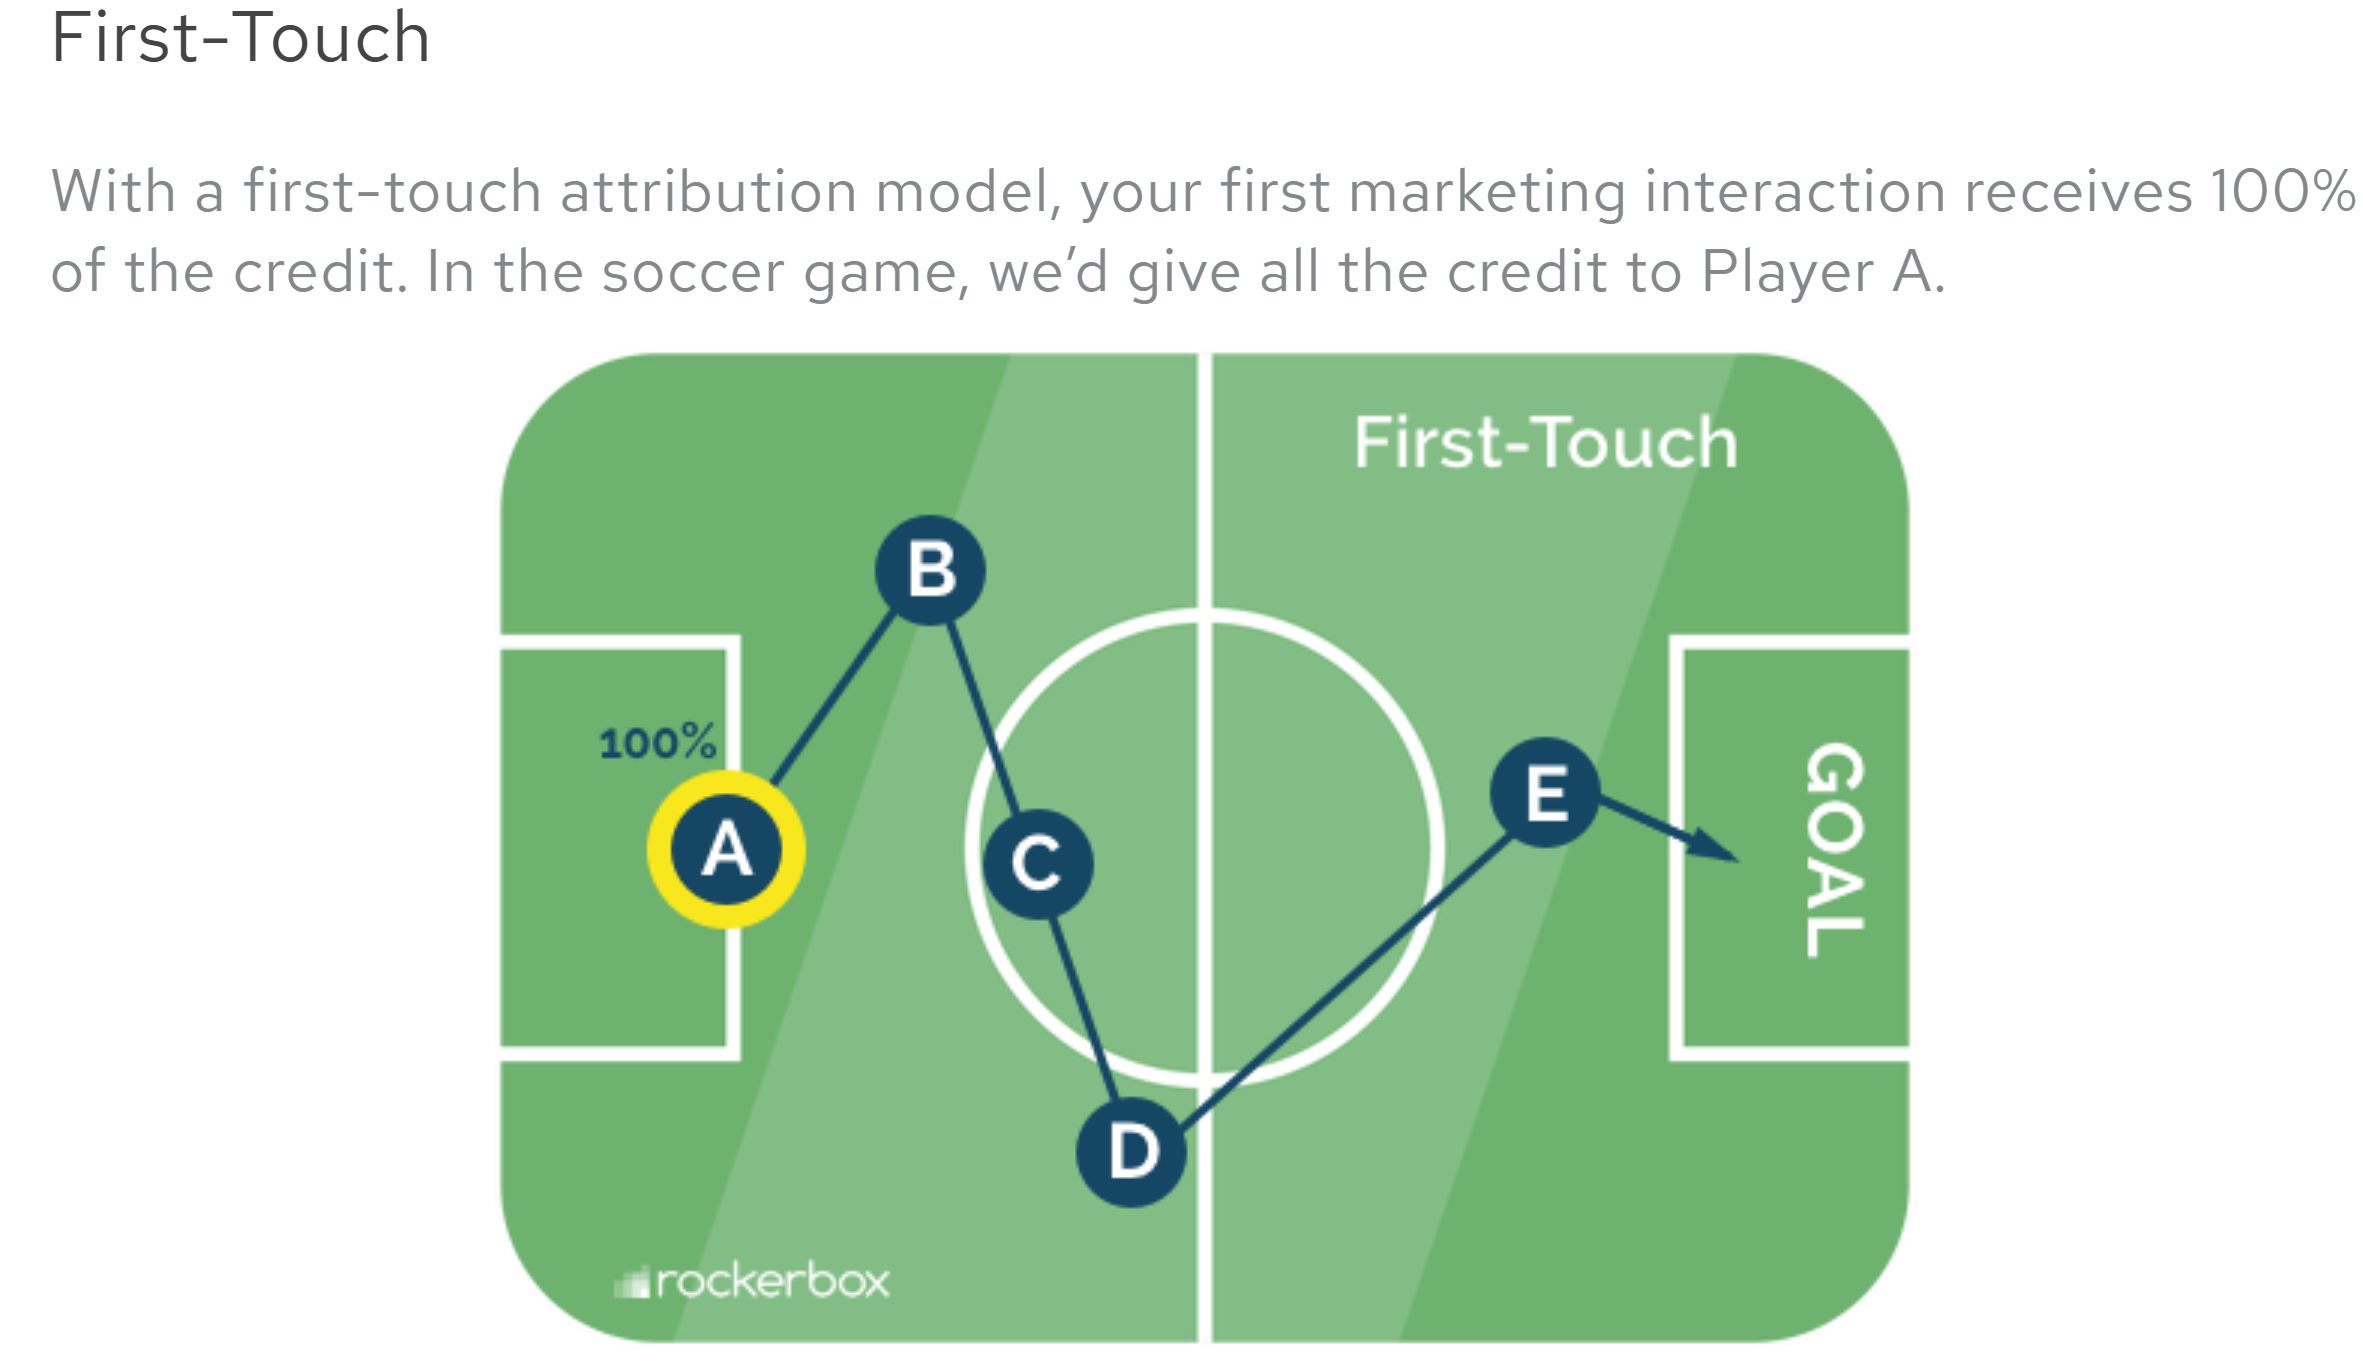 First-Touch
With a first-touch attribution model, your first marketing interaction receives 100%
of the credit. In the soccer game, we’d give all the credit to Player A.
First-Touch
B
100%
A
C
E
GOAL
D
rockerbox